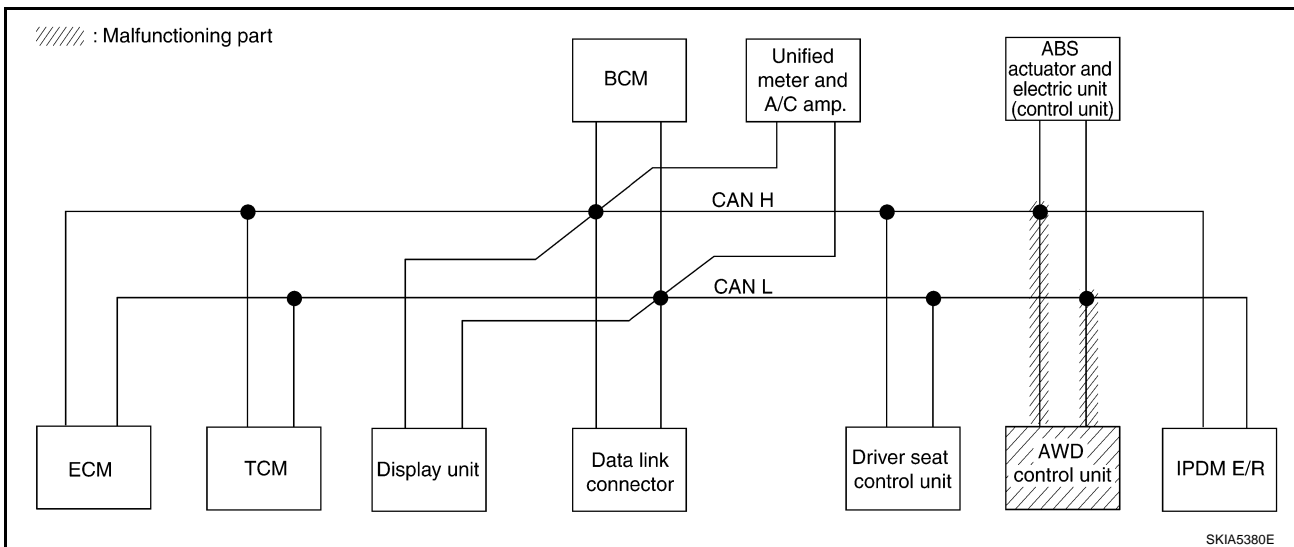 : Malfunctioning part
BCM
Unified
meter and
A/C amp.
ABS
actuator and
electric unit
(control unit)
CAN H
CAN L
ECM
TCM
Display unit
Data link
connector
Driver seat
control unit
AWD
control unit
IPDM E/R
SKIA5380E